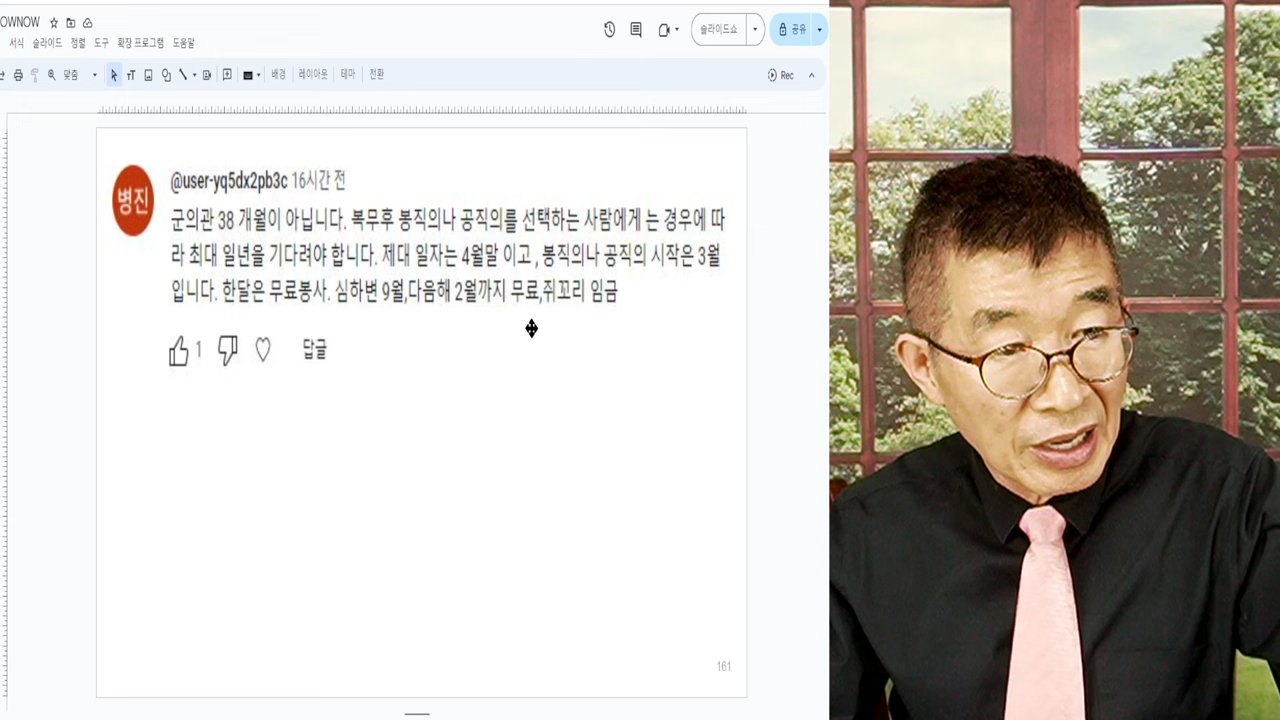 OWNOW
서식 슬라이드 정렬 도구 확장 프로그램 도움말
슬라이드쇼
공유
맞춤
배경 레이아웃 테마 전환
Rec
병진
@user-yq5dx2pb3c 16시간 전
군의관 38 개월이 아닙니다. 복무후 봉직의나 공직의를 선택하는 사람에게 는 경우에 따
라 최대 일년을 기다려야 합니다. 제대 일자는 4월말 이고 , 봉직의나 공직의 시작은 3월
입니다. 한달은 무료봉사. 심하변 9월,다음해 2월까지 무료,쥐꼬리 임금
1
답글
161